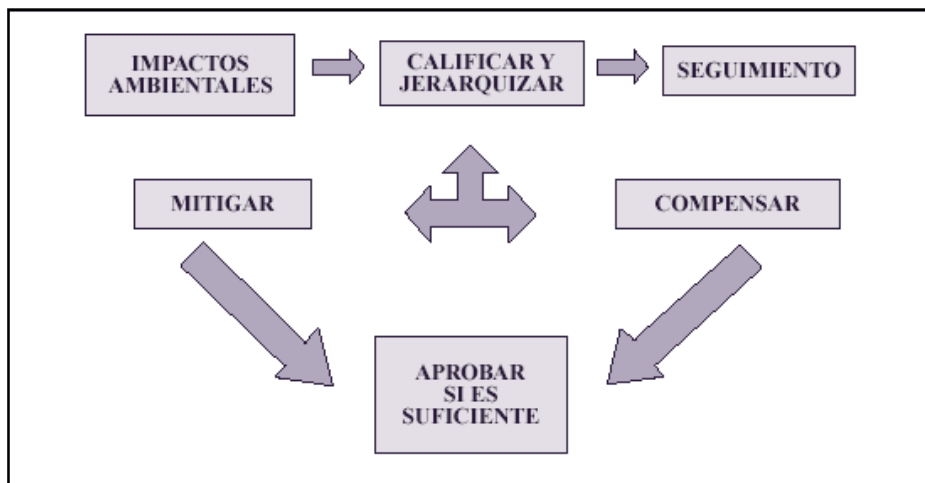 IMPACTOS
AMBIENTALES
CALIFICAR Y
JERARQUIZAR
SEGUIMIENTO
MITIGAR
COMPENSAR
APROBAR
SI ES
SUFICIENTE